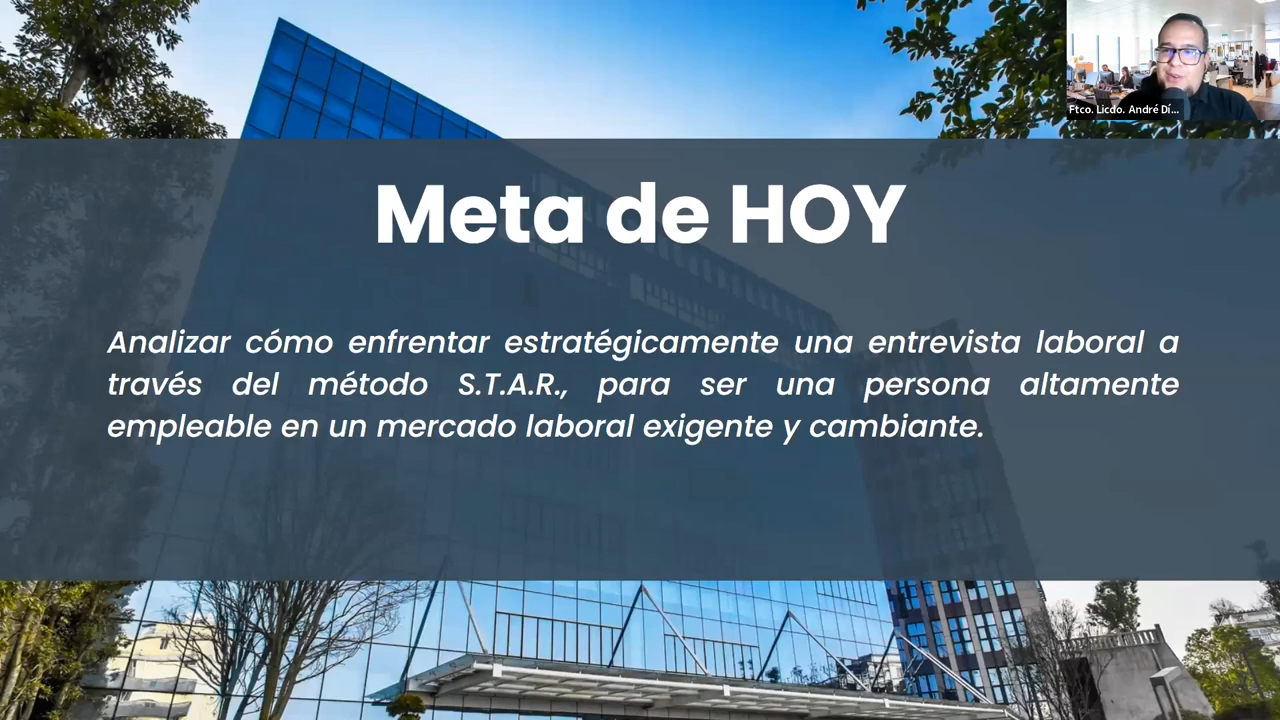 Ftco. Licdo. André Dí...
Meta de HOY
Analizar cómo enfrentar estratégicamente una entrevista laboral a
través del método S.T.A.R., para ser una persona altamente
empleable en un mercado laboral exigente y cambiante.